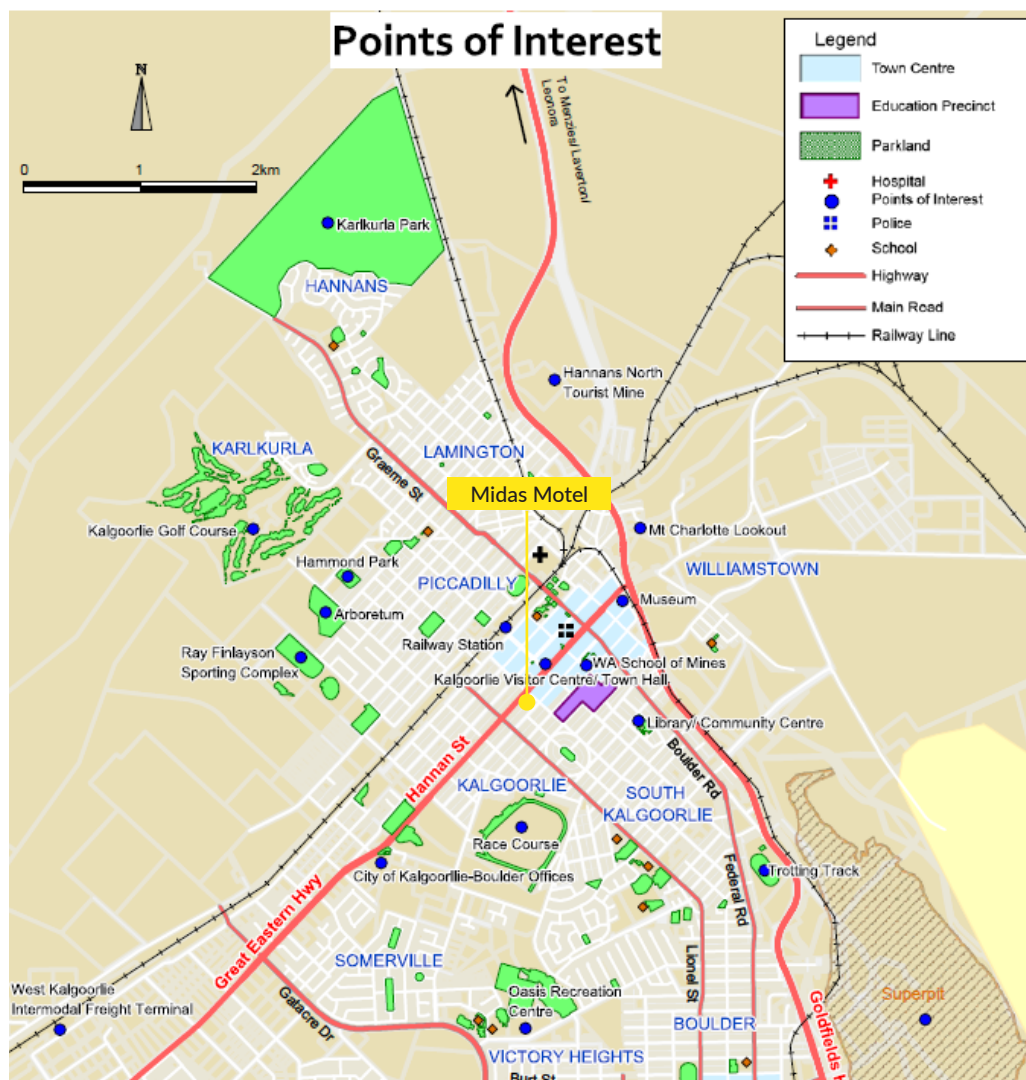 Points of Interest
Legend
Town Centre
Education Precinct
Parkland
Hospital
Points of Interest
Police
School
Highway
Main Road
Railway Line
N
0
1
2km
To Menzies/ Laverton/
Leonora
Karlkurla Park
HANNANS
Hannans North
Tourist Mine
KARLKURLA
LAMINGTON
Graeme St
Midas Motel
Kalgoorlie Golf Course
Mt Charlotte Lookout
Hammond Park
PICCADILLY
WILLIAMSTOWN
Museum
Arboretum
Railway Station
Ray Finlayson
Sporting Complex
WA School of Mines
Kalgoorlie Visitor Centre/ Town Hall
Library/ Community Centre
Boulder Rd
Hannan St
KALGOORLIE
SOUTH
KALGOORLIE
Race Course
City of Kalgoorllie-Boulder Offices
Trotting Track
Federal Rd
Great Eastern Hwy
SOMERVILLE
Lionel St
West Kalgoorlie
Intermodal Freight Terminal
Oasis Recreation
Centre
Superpit
Gatacre Dr
BOULDER
Goldfields H
VICTORY HEIGHTS
Burt St